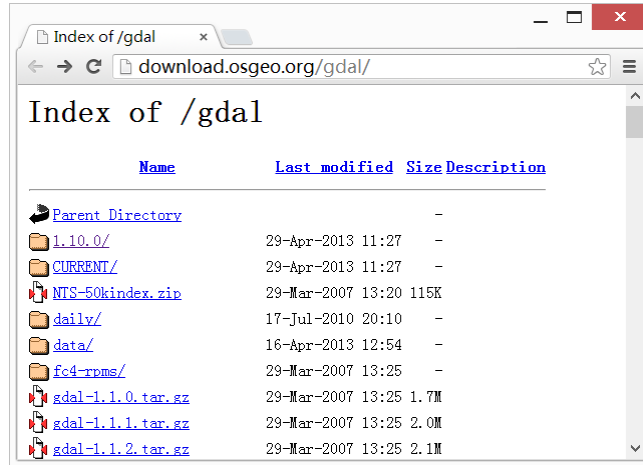 Index of /gdal
download.osgeo.org/gdal/
Index of /gdal
Name Last modified Size Description
Parent Directory -
1.10.0/ 29-Apr-2013 11:27 -
CURRENT/ 29-Apr-2013 11:27 -
NTS-50kindex.zip 29-Mar-2007 13:20 115K
daily/ 17-Jul-2010 20:10 -
data/ 16-Apr-2013 12:54 -
fc4-rpms/ 29-Mar-2007 13:25 -
gdal-1.1.0.tar.gz 29-Mar-2007 13:25 1.7M
gdal-1.1.1.tar.gz 29-Mar-2007 13:25 2.0M
gdal-1.1.2.tar.gz 29-Mar-2007 13:25 2.1M